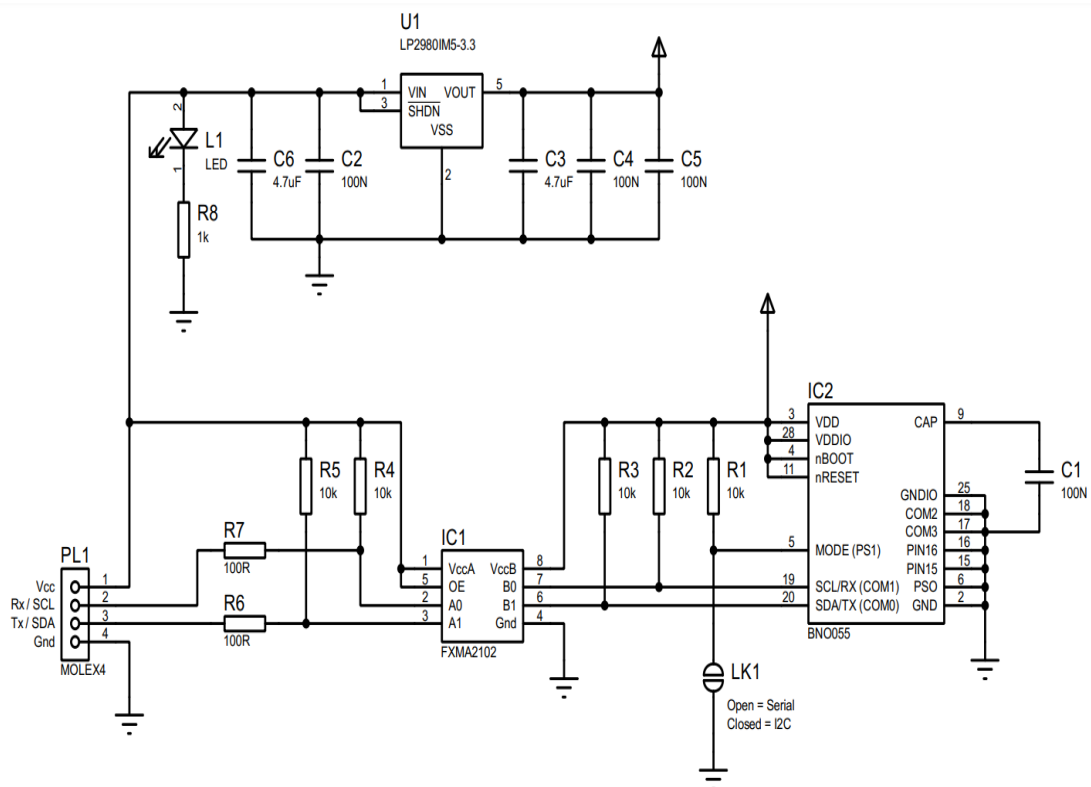 U1
LP2980IM5-3.3
1 VIN VOUT 5
3 SHDN
VSS
2
2
L1
LED
1
C6
4.7uF
C2
100N
C3
4.7uF
C4
100N
C5
100N
R8
1k
IC2
3 VDD CAP 9
28 VDDIO
4 nBOOT
11 nRESET
C1
100N
GNDIO 25
COM2 18
COM3 17
5 MODE (PS1) PIN16 16
PIN15 15
19 SCL/RX (COM1) PSO 6
20 SDA/TX (COM0) GND 2
BNO055
R5
10k
R4
10k
R3
10k
R2
10k
R1
10k
R7
100R
R6
100R
IC1
1 VccA VccB 8
5 OE B0 7
2 A0 B1 6
3 A1 Gnd 4
FXMA2102
PL1
Vcc 1
Rx / SCL 2
Tx / SDA 3
Gnd 4
MOLEX4
LK1
Open = Serial
Closed = I2C